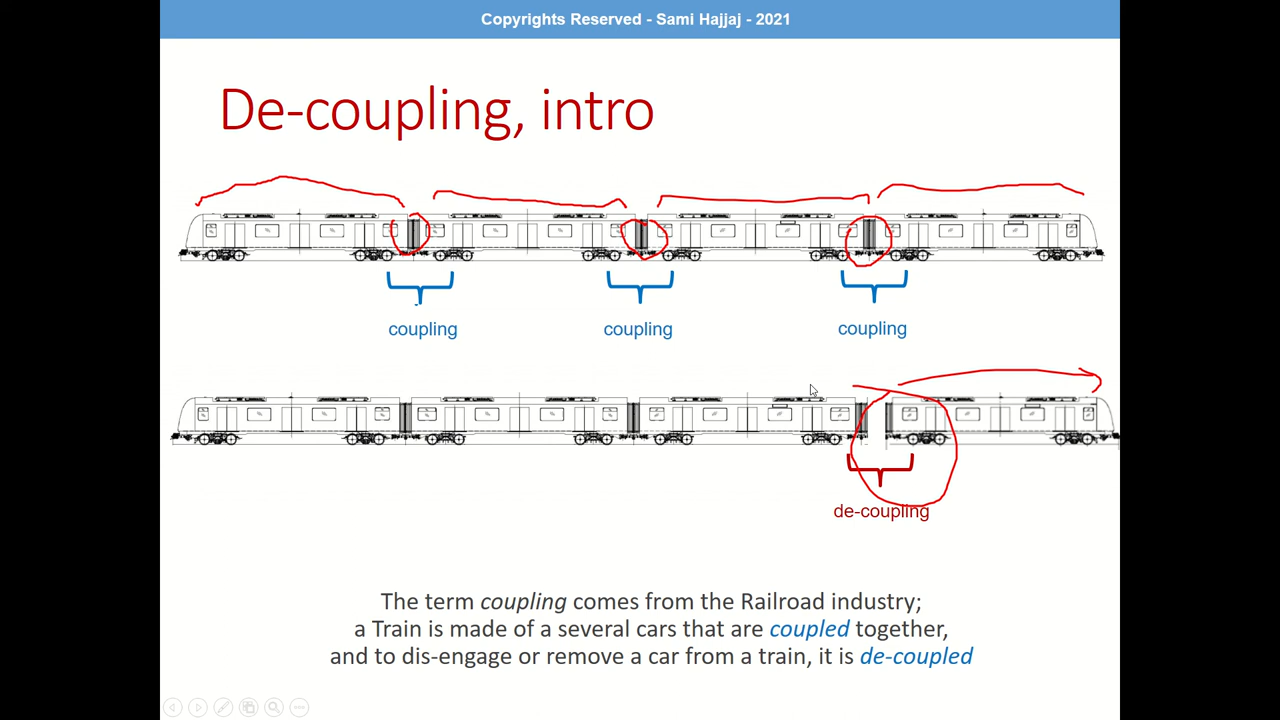 Copyrights Reserved - Sami Hajjaj - 2021
De-coupling, intro
coupling
coupling
coupling
de-coupling
The term coupling comes from the Railroad industry;
a Train is made of a several cars that are coupled together,
and to dis-engage or remove a car from a train, it is de-coupled